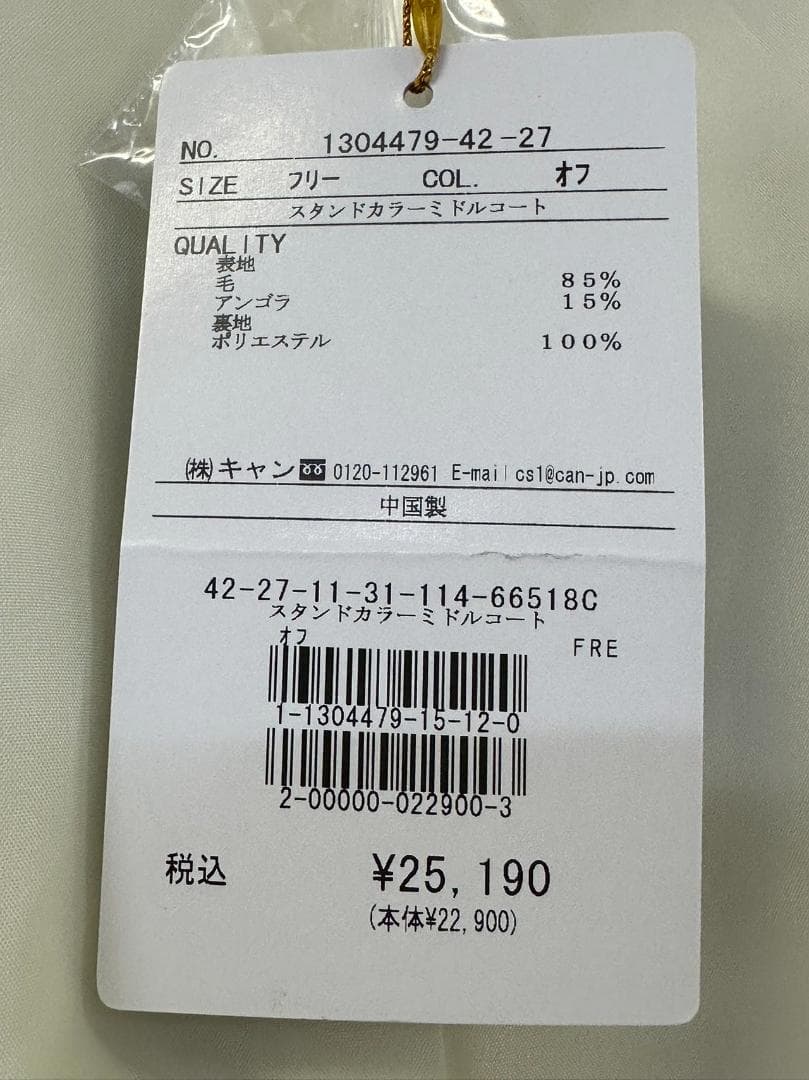 NO. 1304479-42-27
SIZE フリー COL. オフ
スタンドカラーミドルコート
QUALITY
表地
毛 85%
アンゴラ 15%
裏地
ポリエステル 100%
㈱キャン 0120-112961 E-mail cs1@can-jp.com
中国製
42-27-11-31-114-66518C
スタンドカラーミドルコート
オフ FRE
1-1304479-15-12-0
2-00000-022900-3
税込 ¥25,190
(本体¥22,900)